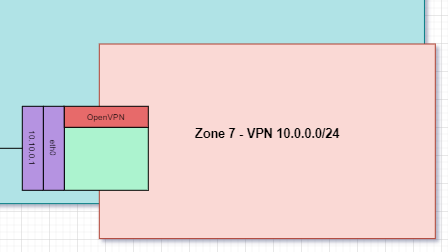 OpenVPN
10.10.0.1
eth0
Zone 7 - VPN 10.0.0.0/24